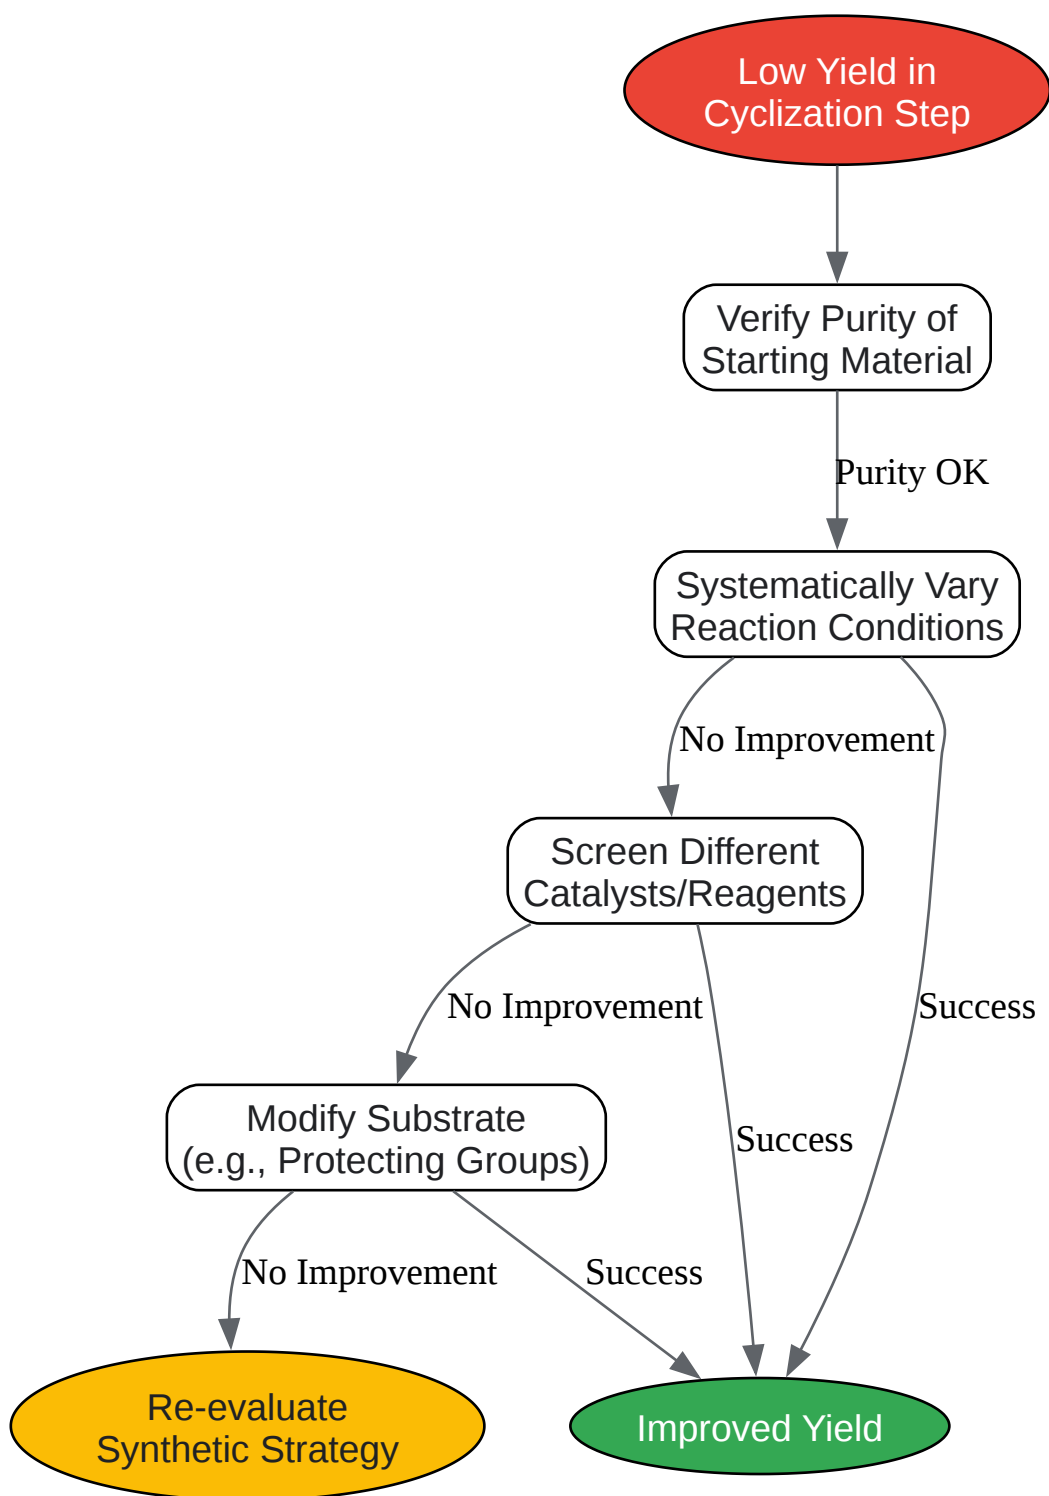 Low Yield in
Cyclization Step
Verify Purity of
Starting Material
Purity OK
Systematically Vary
Reaction Conditions
No Improvement
Screen Different
Catalysts/Reagents
No Improvement
Success
Modify Substrate
(e.g., Protecting Groups)
Success
No Improvement
Success
Re-evaluate
Synthetic Strategy
Improved Yield